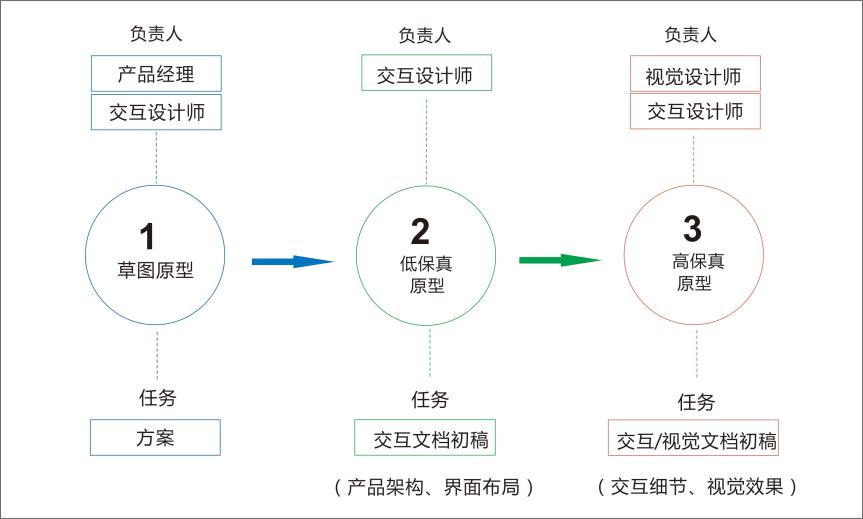 负责人
产品经理
交互设计师
1
草图原型
任务
方案
负责人
交互设计师
2
低保真
原型
任务
交互文档初稿
（产品架构、界面布局）
负责人
视觉设计师
交互设计师
3
高保真
原型
任务
交互/视觉文档初稿
（交互细节、视觉效果）